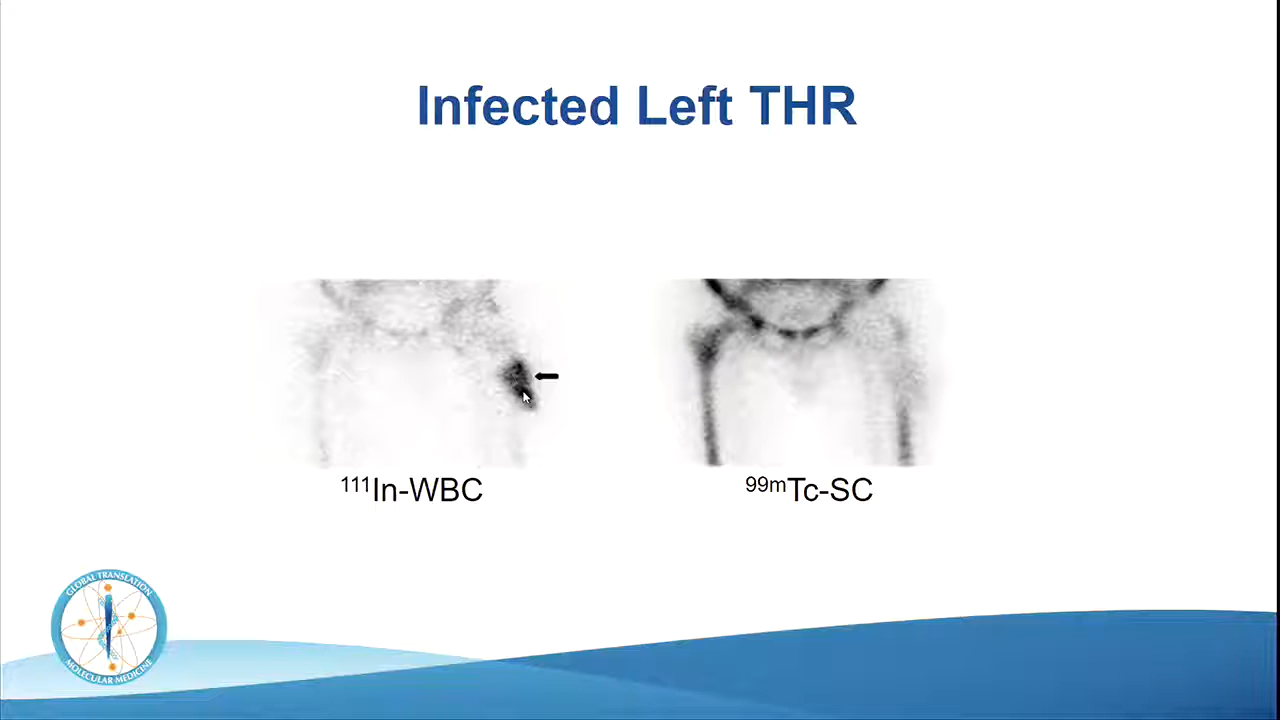 Infected Left THR
¹¹¹In-WBC
⁹⁹ᵐTc-SC
GLOBAL TRANSLATION
MOLECULAR MEDICINE